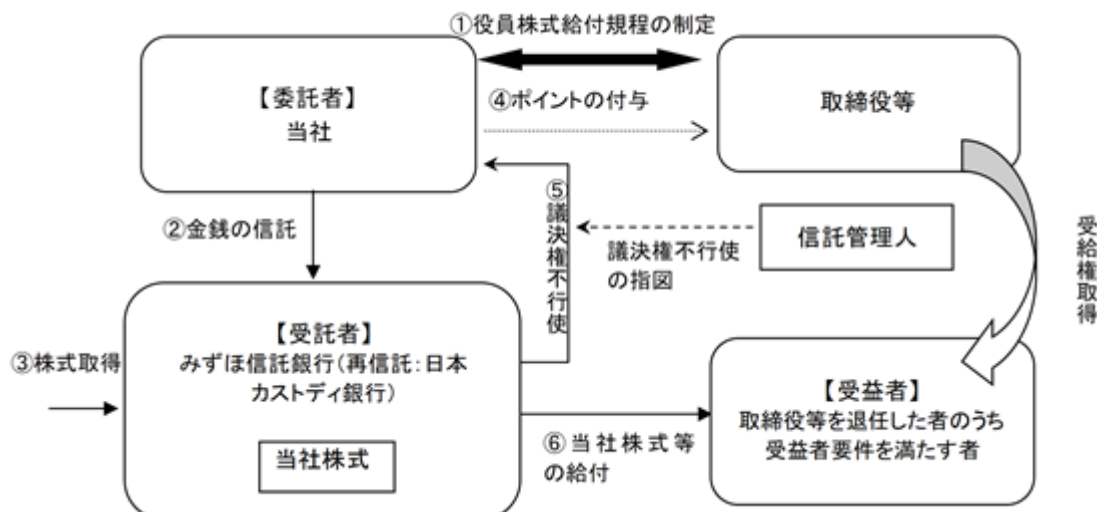 ①役員株式給付規程の制定
【委託者】
当社
④ポイントの付与
取締役等
②金銭の信託
⑤議決権不行使
議決権不行使
の指図
信託管理人
受給権取得
③株式取得
【受託者】
みずほ信託銀行（再信託：日本
カストディ銀行）
当社株式
⑥当社株式等
の給付
【受益者】
取締役等を退任した者のうち
受益者要件を満たす者